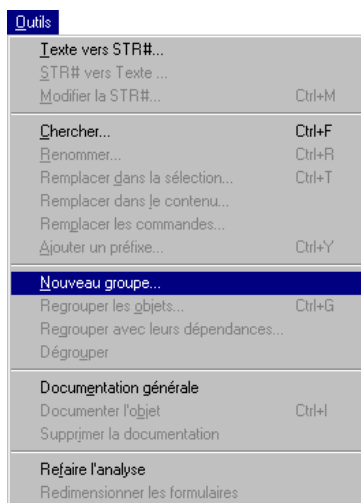 Outils
Texte vers STR#...
STR# vers Texte ...
Modifier la STR#... Ctrl+M
Chercher... Ctrl+F
Renommer... Ctrl+R
Remplacer dans la sélection... Ctrl+T
Remplacer dans le contenu...
Remplacer les commandes...
Ajouter un préfixe... Ctrl+Y
Nouveau groupe...
Regrouper les objets... Ctrl+G
Regrouper avec leurs dépendances...
Dégrouper
Documentation générale
Documenter l'objet Ctrl+I
Supprimer la documentation
Refaire l'analyse
Redimensionner les formulaires